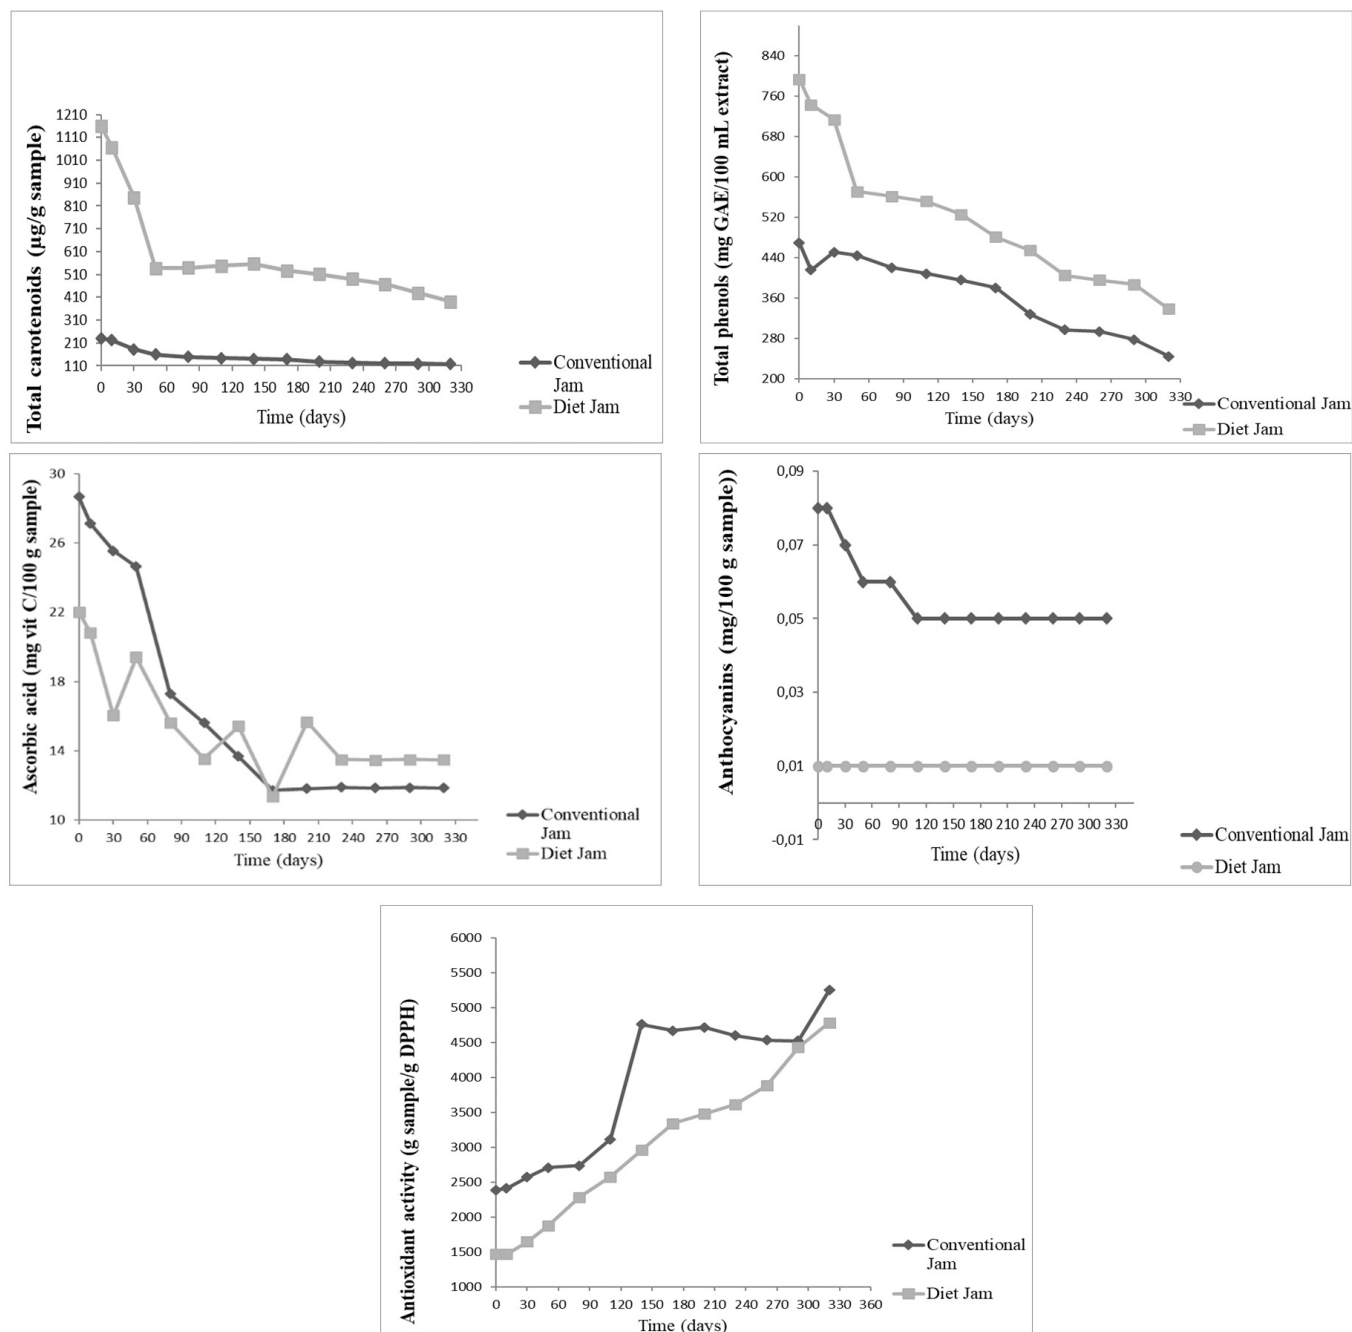 Total carotenoids (µg/g sample)
1210
1110
1010
910
810
710
610
510
410
310
210
110
0 30 60 90 120 150 180 210 240 270 300 330
Time (days)
Conventional
Jam
Diet Jam
Total phenols (mg GAE/100 mL extract)
840
760
680
600
520
440
360
280
200
0 30 60 90 120 150 180 210 240 270 300 330
Time (days)
Conventional Jam
Diet Jam
Ascorbic acid (mg vit C/100 g sample)
30
26
22
18
14
10
0 30 60 90 120 150 180 210 240 270 300 330
Time (days)
Conventional
Jam
Diet Jam
Anthocyanins (mg/100 g sample))
0,09
0,07
0,05
0,03
0,01
-0,01
0 30 60 90 120 150 180 210 240 270 300 330
Time (days)
Conventional Jam
Diet Jam
Antioxidant activity (g sample/g DPPH)
6000
5500
5000
4500
4000
3500
3000
2500
2000
1500
1000
0 30 60 90 120 150 180 210 240 270 300 330 360
Time (days)
Conventional
Jam
Diet Jam